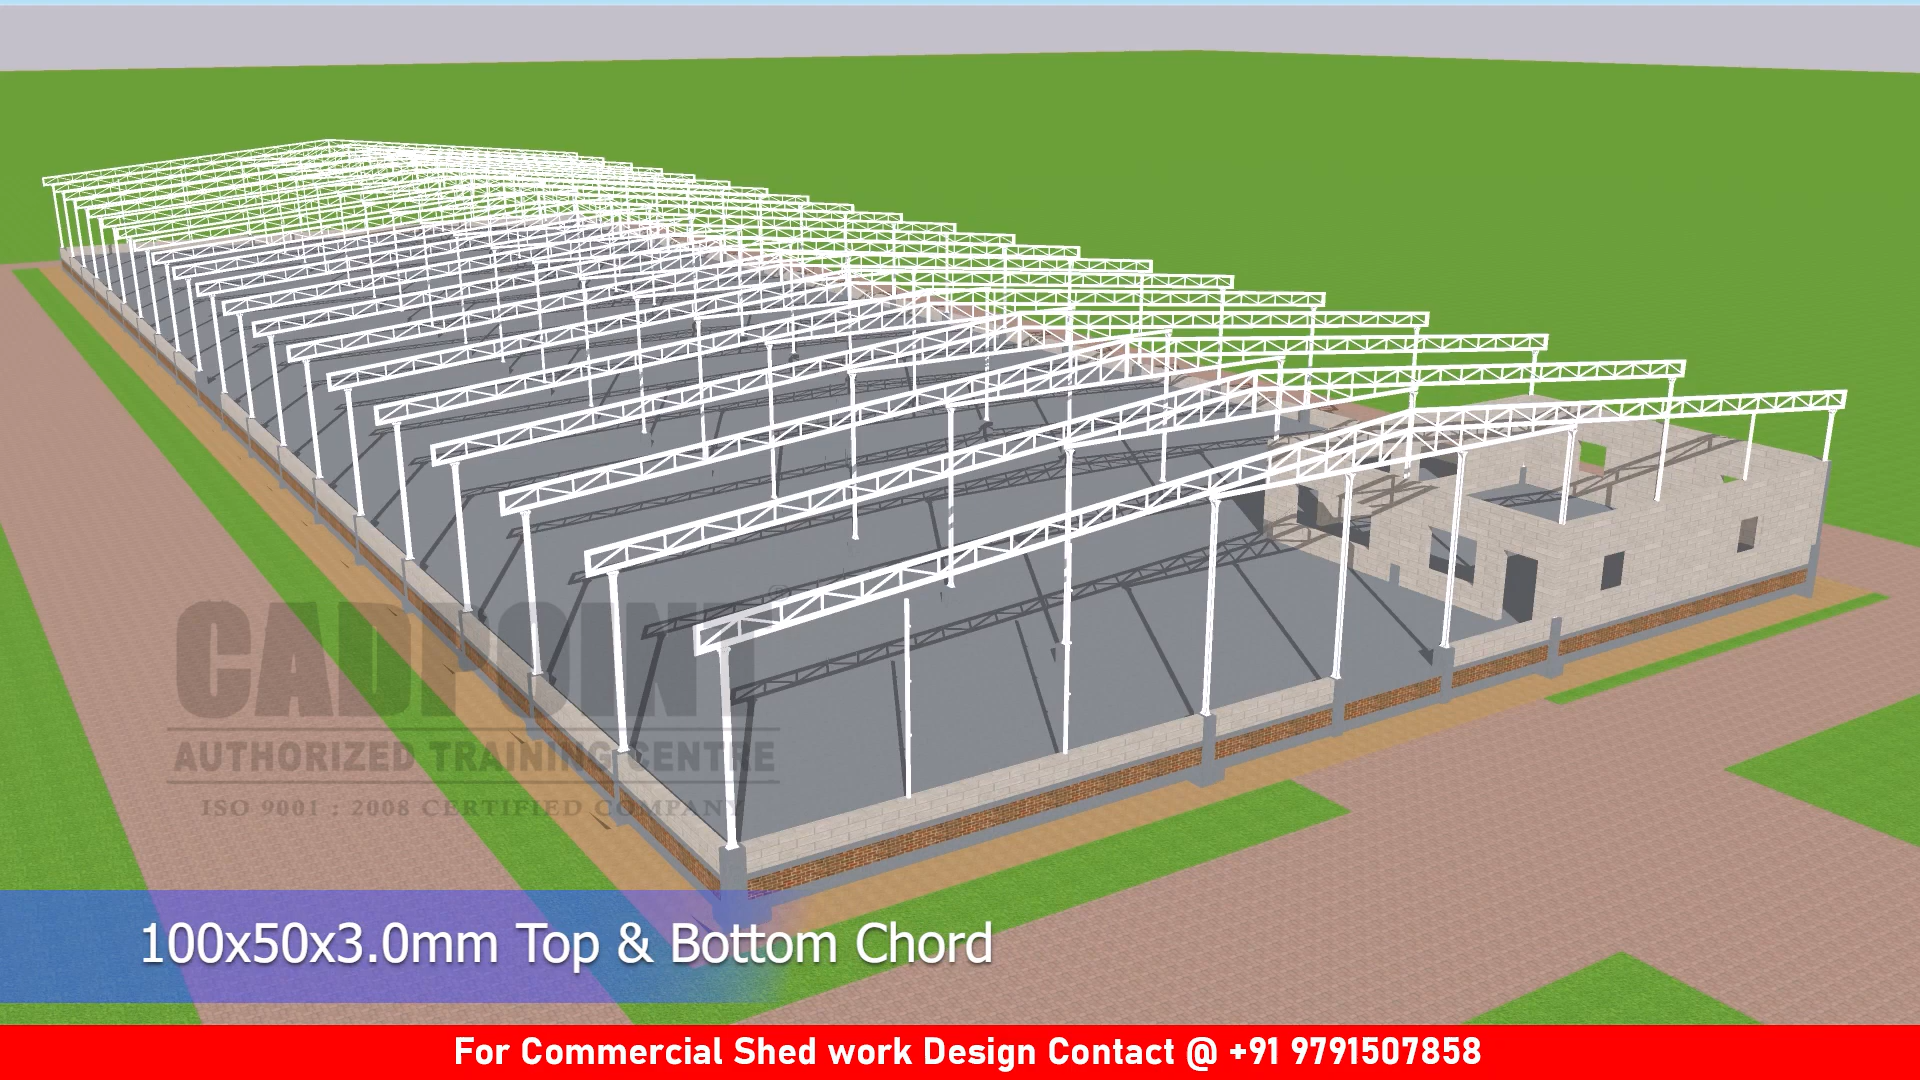 CADPOINT
AUTHORIZED TRAINING CENTRE
ISO 9001 : 2008 CERTIFIED COMPANY
100x50x3.0mm Top & Bottom Chord
For Commercial Shed work Design Contact @ +91 9791507858